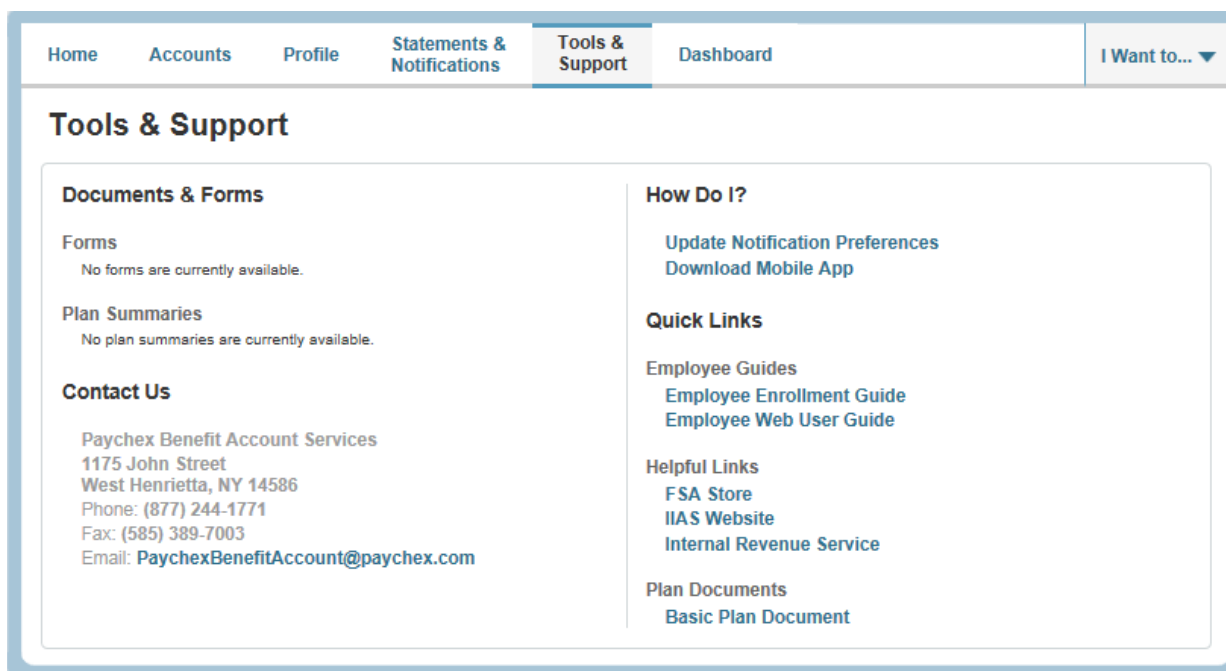 Home
Accounts
Profile
Statements &
Notifications
Tools &
Support
Dashboard
I Want to...
Tools & Support
Documents & Forms
Forms
No forms are currently available.
Plan Summaries
No plan summaries are currently available.
Contact Us
Paychex Benefit Account Services
1175 John Street
West Henrietta, NY 14586
Phone: (877) 244-1771
Fax: (585) 389-7003
Email: PaychexBenefitAccount@paychex.com
How Do I?
Update Notification Preferences
Download Mobile App
Quick Links
Employee Guides
Employee Enrollment Guide
Employee Web User Guide
Helpful Links
FSA Store
IIAS Website
Internal Revenue Service
Plan Documents
Basic Plan Document